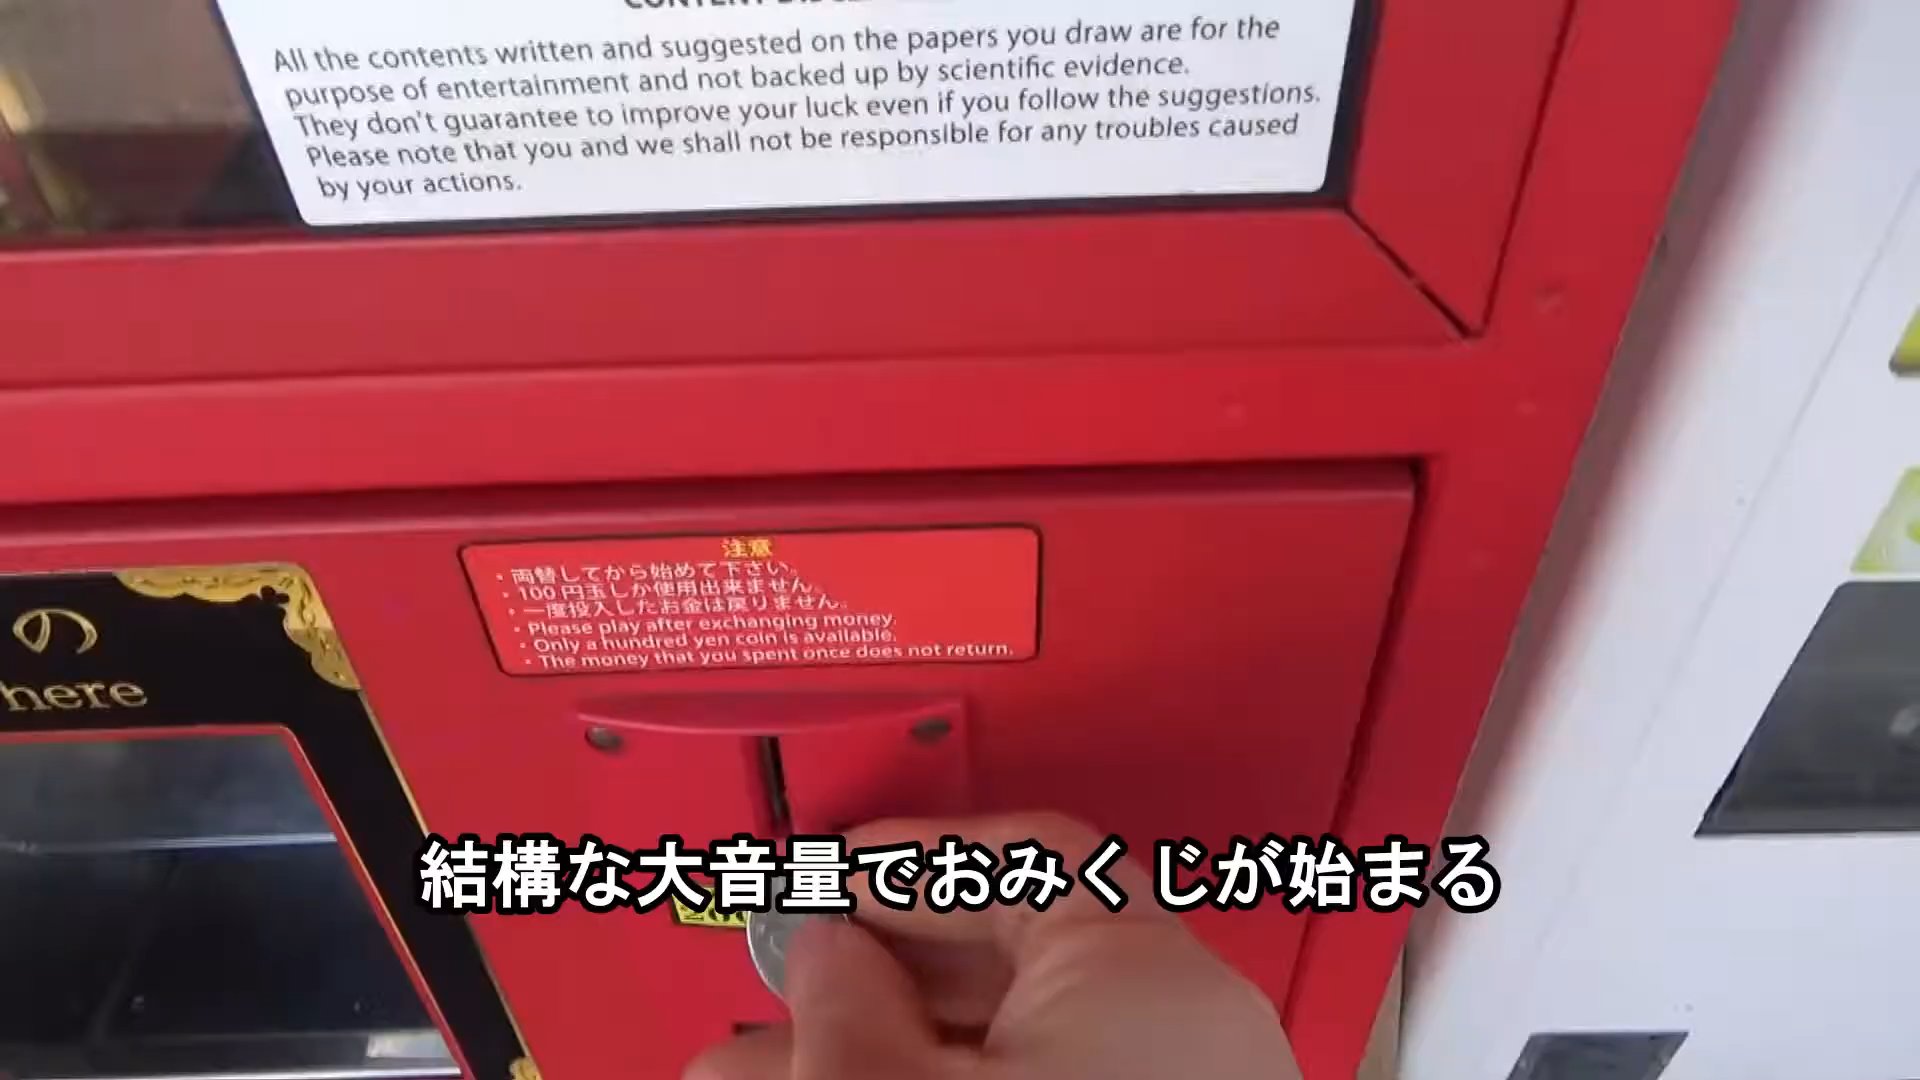 All the contents written and suggested on the papers you draw are for the
purpose of entertainment and not backed up by scientific evidence.
They don't guarantee to improve your luck even if you follow the suggestions.
Please note that you and we shall not be responsible for any troubles caused
by your actions.
注意
・両替してから始めて下さい。
・100円玉しか使用出来ません。
・一度投入したお金は戻りません。
・Please play after exchanging money.
・Only a hundred yen coin is available.
・The money that you spent once does not return.
の
here
結構な大音量でおみくじが始まる